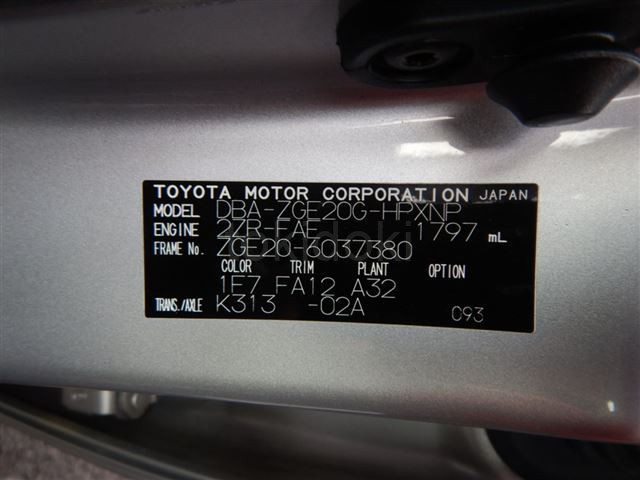 TOYOTA MOTOR CORPORATION JAPAN
MODEL DBA-ZGE20G-HPXNP
ENGINE 2ZR-FAE 1797 mL
FRAME No. ZGE20-6037380
COLOR TRIM PLANT OPTION
1F7 FA12 A32
TRANS./AXLE K313 -02A C93